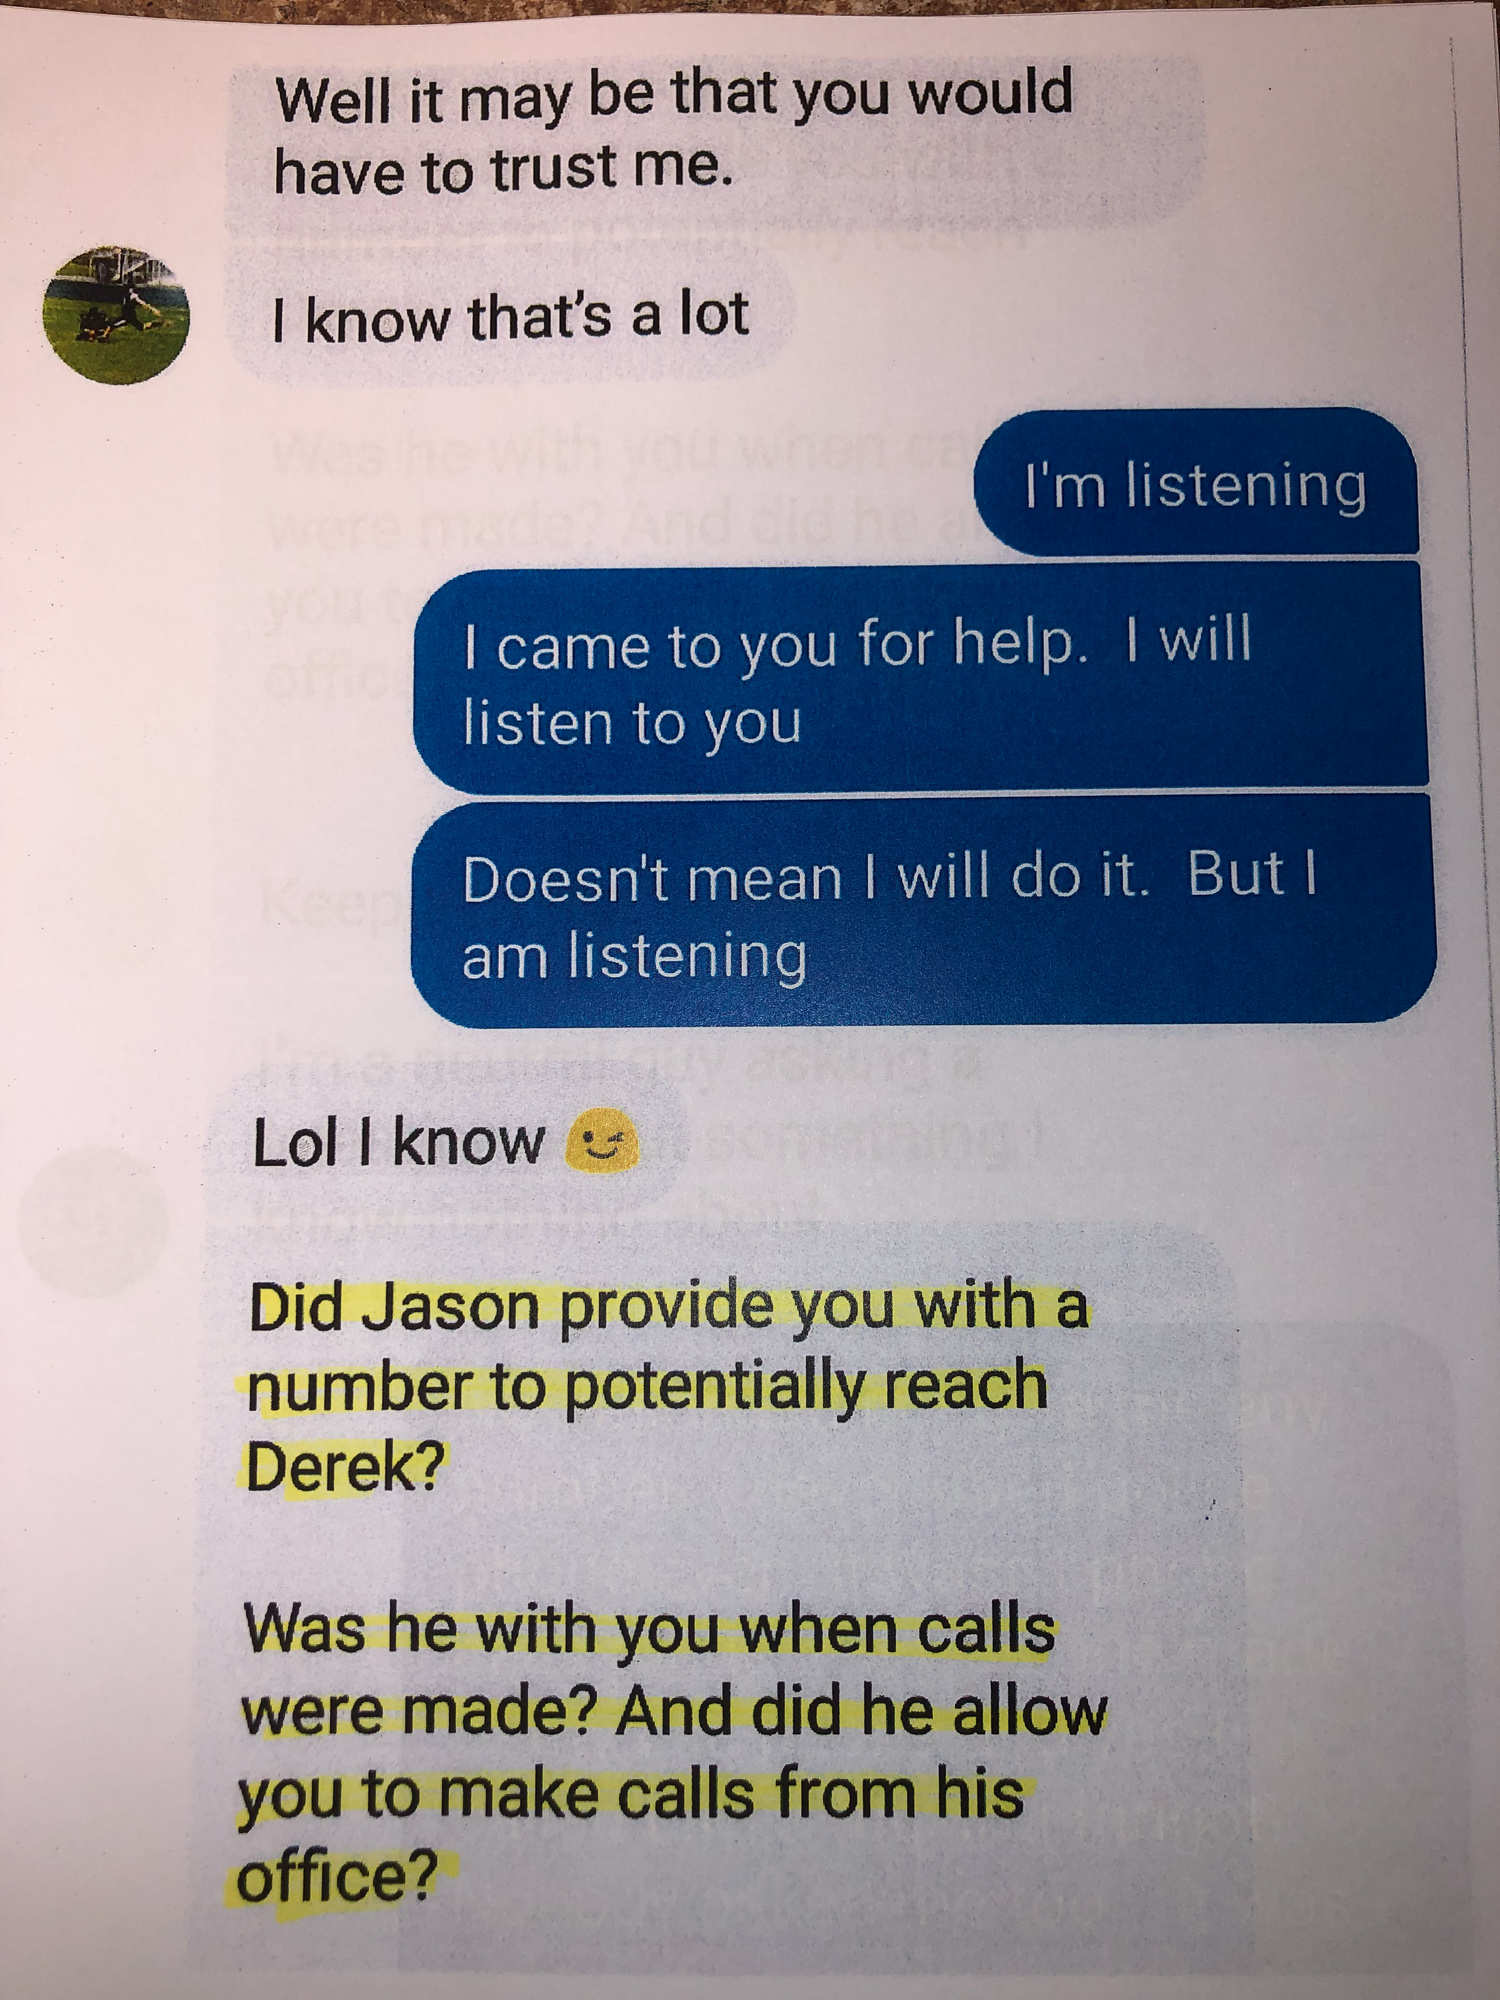 Well it may be that you would
have to trust me.
I know that's a lot
I'm listening
I came to you for help.  I will
listen to you
Doesn't mean I will do it.  But I
am listening
Lol I know 😉
Did Jason provide you with a
number to potentially reach
Derek?
Was he with you when calls
were made? And did he allow
you to make calls from his
office?